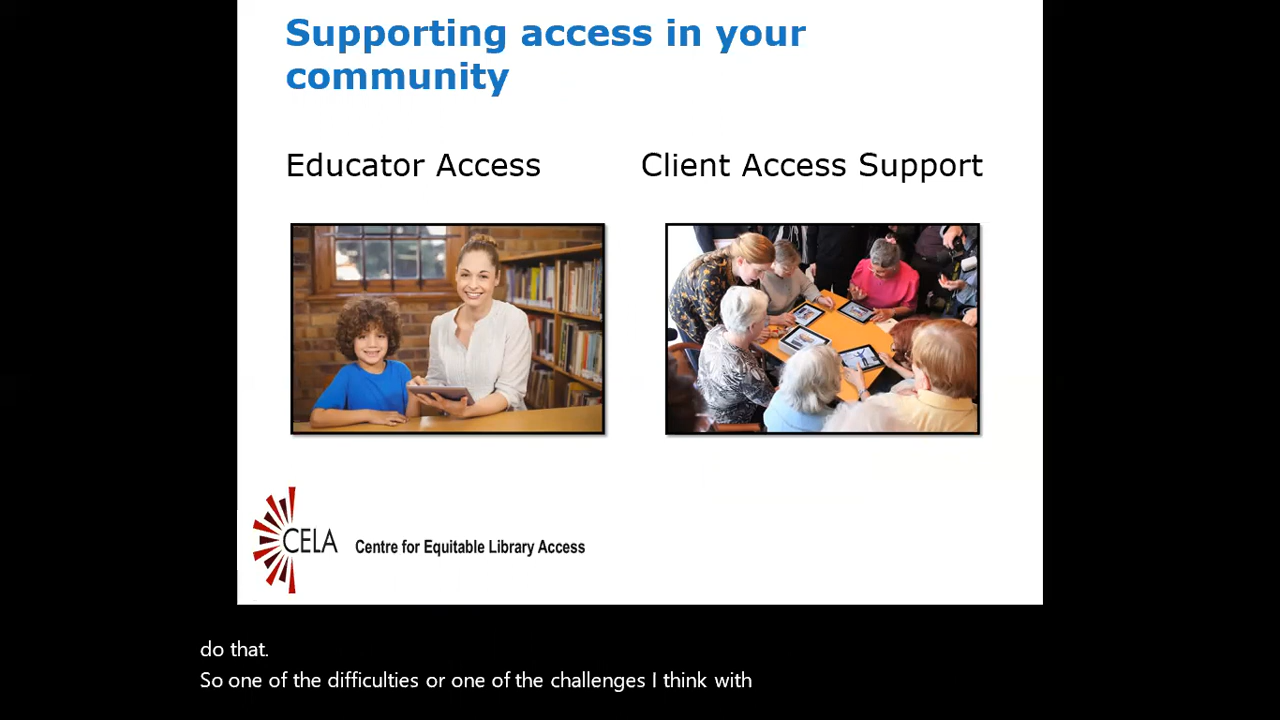 Supporting access in your
community
Educator Access
Client Access Support
CELA
Centre for Equitable Library Access
do that.
So one of the difficulties or one of the challenges I think with